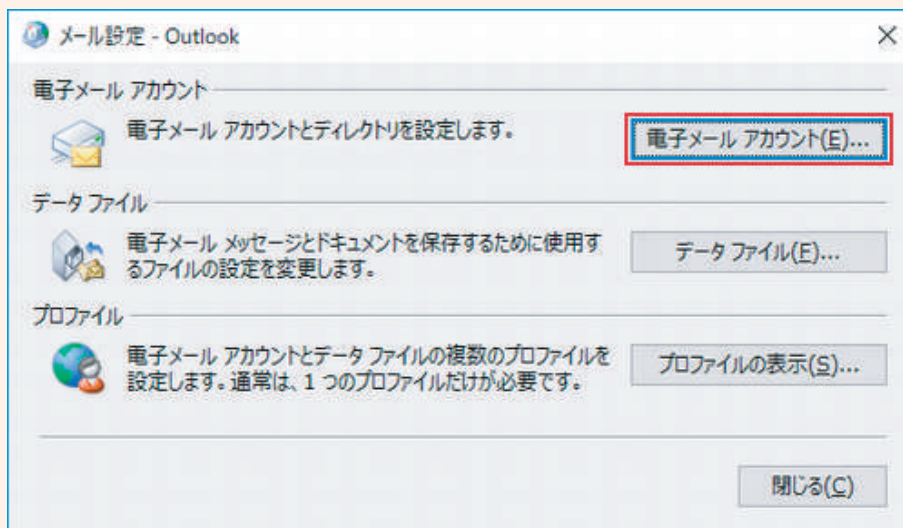 メール設定 - Outlook
電子メール アカウント
電子メール アカウントとディレクトリを設定します。
電子メール アカウント(E)...
データ ファイル
電子メール メッセージとドキュメントを保存するために使用す
るファイルの設定を変更します。
データ ファイル(F)...
プロファイル
電子メール アカウントとデータ ファイルの複数のプロファイルを
設定します。通常は、1 つのプロファイルだけが必要です。
プロファイルの表示(S)...
閉じる(C)